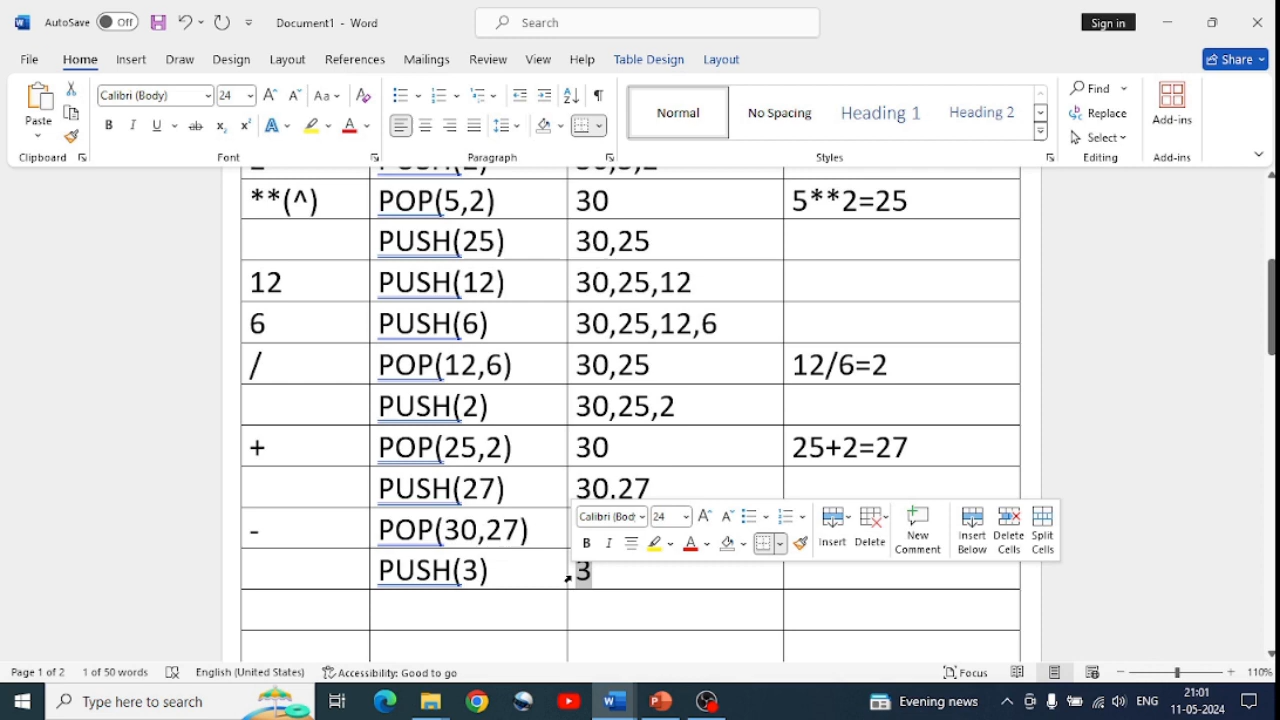 AutoSave Off Document1 - Word Search Sign in
File Home Insert Draw Design Layout References Mailings Review View Help Table Design Layout Share
Paste Calibri (Body) 24 Aa Normal No Spacing Heading 1 Heading 2 Find Replace Select Add-ins
B I U ab x₂ x² A A
Clipboard Font Paragraph Styles Editing Add-ins
**(^) POP(5,2) 30 5**2=25
PUSH(25) 30,25
12 PUSH(12) 30,25,12
6 PUSH(6) 30,25,12,6
/ POP(12,6) 30,25 12/6=2
PUSH(2) 30,25,2
+ POP(25,2) 30 25+2=27
PUSH(27) 30,27
Calibri (Bod 24 A A
B I A Insert Delete New Comment Insert Below Delete Cells Split Cells
- POP(30,27)
PUSH(3) 3
Page 1 of 2 1 of 50 words English (United States) Accessibility: Good to go Focus 110%
Type here to search Evening news ENG 21:01 11-05-2024